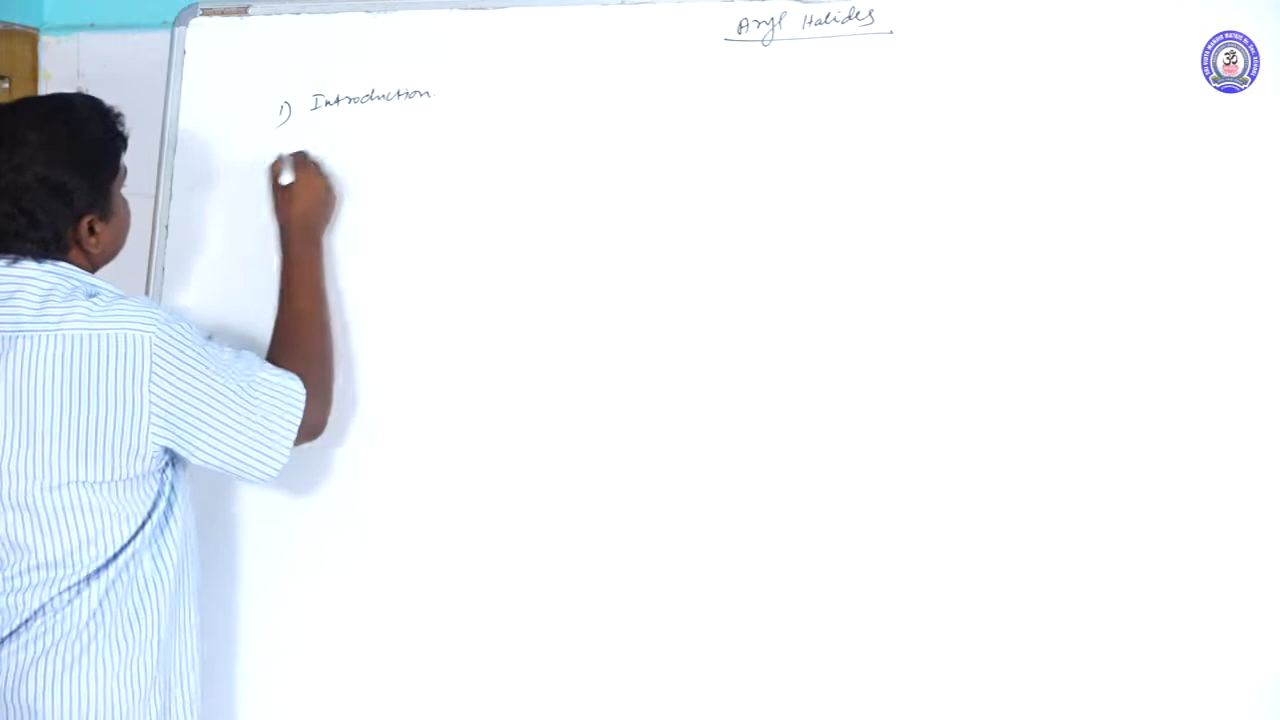 Aryl Halides
1) Introduction.